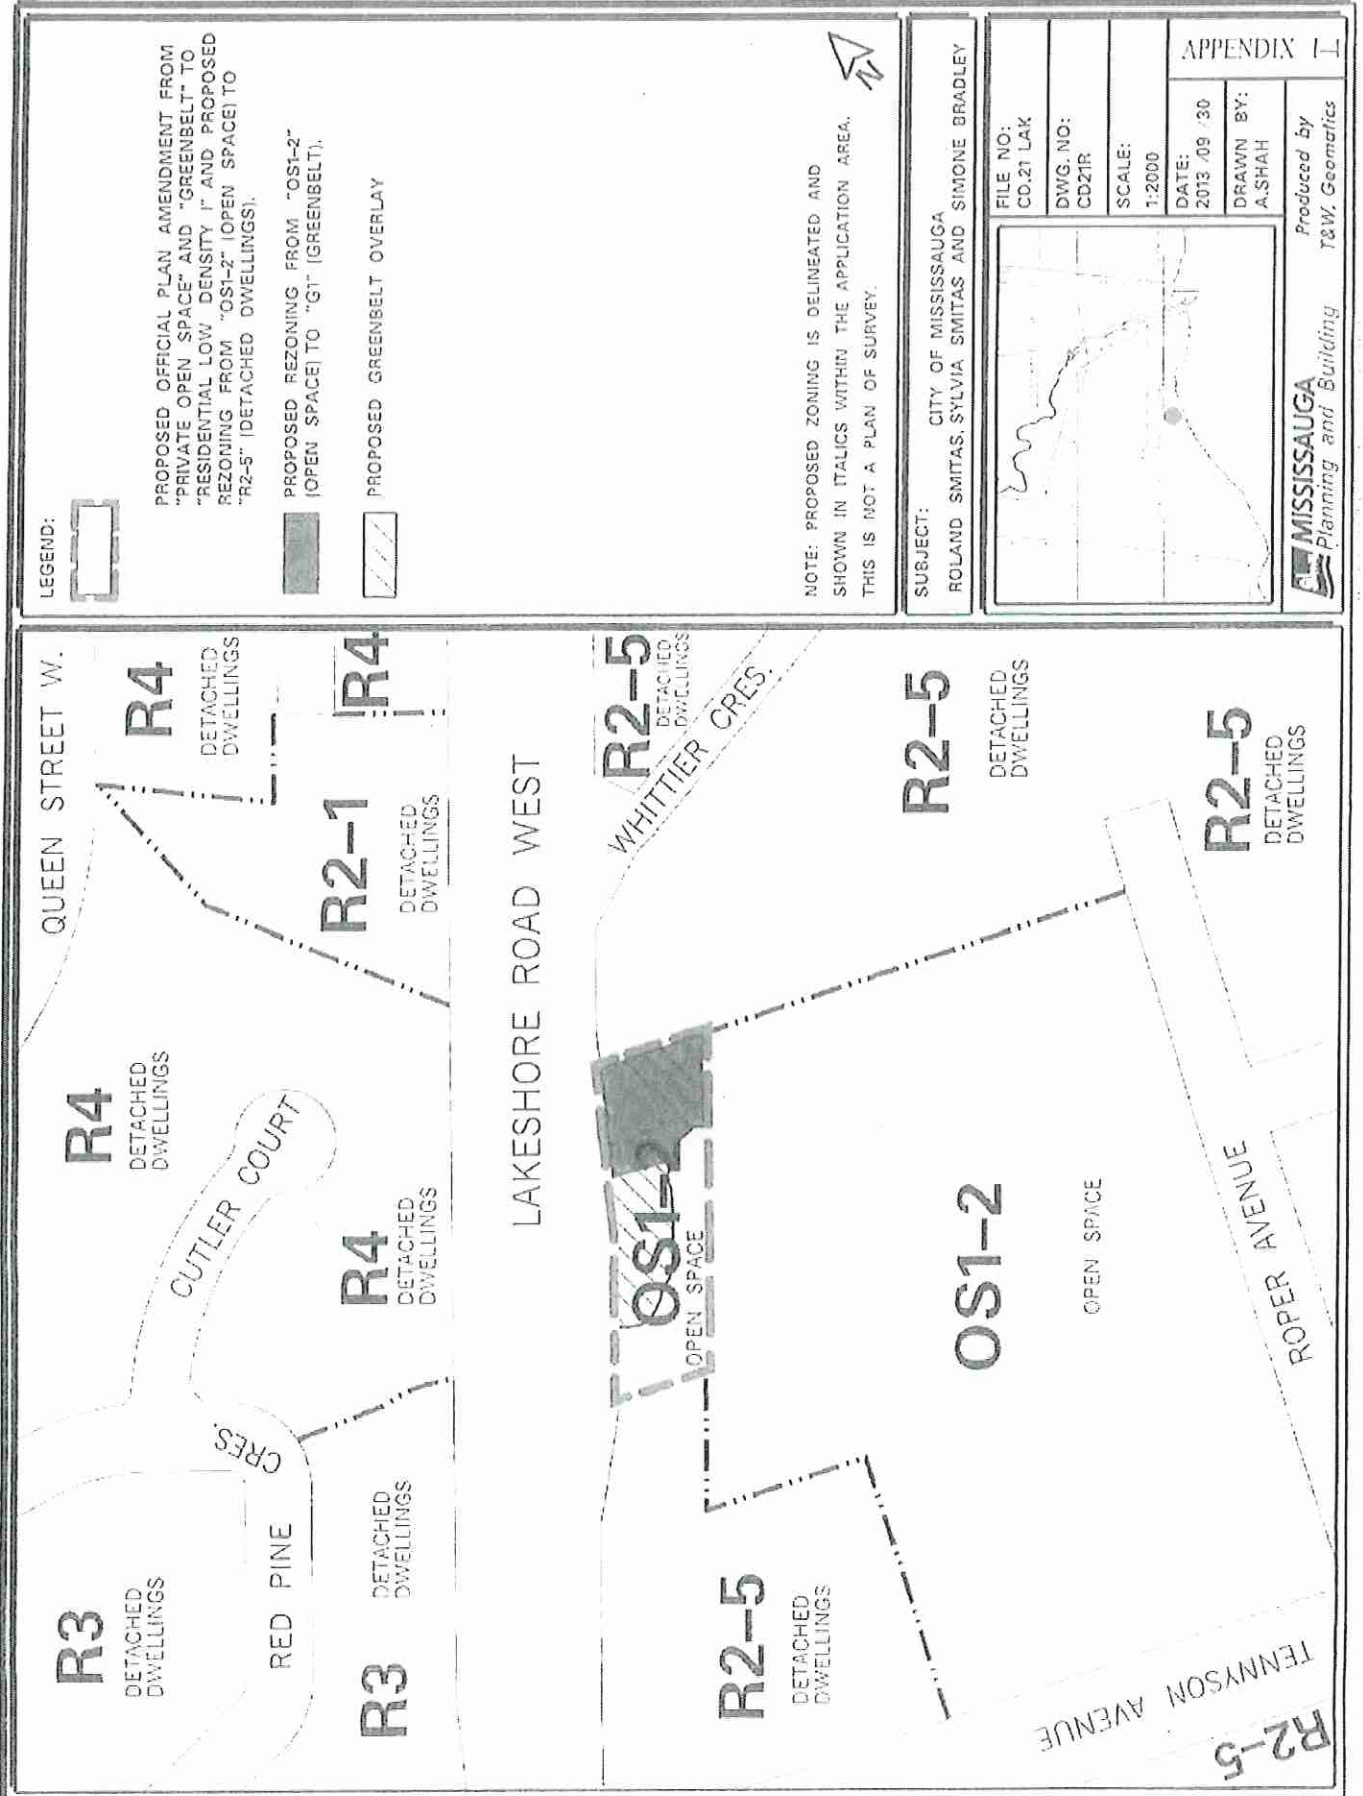 QUEEN STREET W.
R4
DETACHED
DWELLINGS
R4
R2-1
DETACHED
DWELLINGS
R4
DETACHED
DWELLINGS
CUTLER COURT
R4
DETACHED
DWELLINGS
R3
DETACHED
DWELLINGS
RED PINE
CRES.
R3
DETACHED
DWELLINGS
LAKESHORE ROAD WEST
R2-5
DETACHED
DWELLINGS
WHITTIER CRES.
OS1-2
OPEN SPACE
R2-5
DETACHED
DWELLINGS
R2-5
DETACHED
DWELLINGS
OS1-2
OPEN SPACE
R2-5
DETACHED
DWELLINGS
ROPER AVENUE
TENNYSON AVENUE
R2-5
LEGEND:
PROPOSED OFFICIAL PLAN AMENDMENT FROM
"PRIVATE OPEN SPACE" AND "GREENBELT" TO
"RESIDENTIAL LOW DENSITY I" AND PROPOSED
REZONING FROM "OS1-2" (OPEN SPACE) TO
"R2-5" (DETACHED DWELLINGS).
PROPOSED REZONING FROM "OS1-2"
(OPEN SPACE) TO "G1" (GREENBELT).
PROPOSED GREENBELT OVERLAY
NOTE: PROPOSED ZONING IS DELINEATED AND
SHOWN IN ITALICS WITHIN THE APPLICATION AREA.
THIS IS NOT A PLAN OF SURVEY.
N
SUBJECT:
CITY OF MISSISSAUGA
ROLAND SMITAS, SYLVIA SMITAS AND SIMONE BRADLEY
FILE NO:
CD.21 LAK
DWG. NO:
CD21R
SCALE:
1:2000
DATE:
2013 /09 /30
DRAWN BY:
A.SHAH
APPENDIX
MISSISSAUGA
Planning and Building
Produced by
T&W, Geomatics